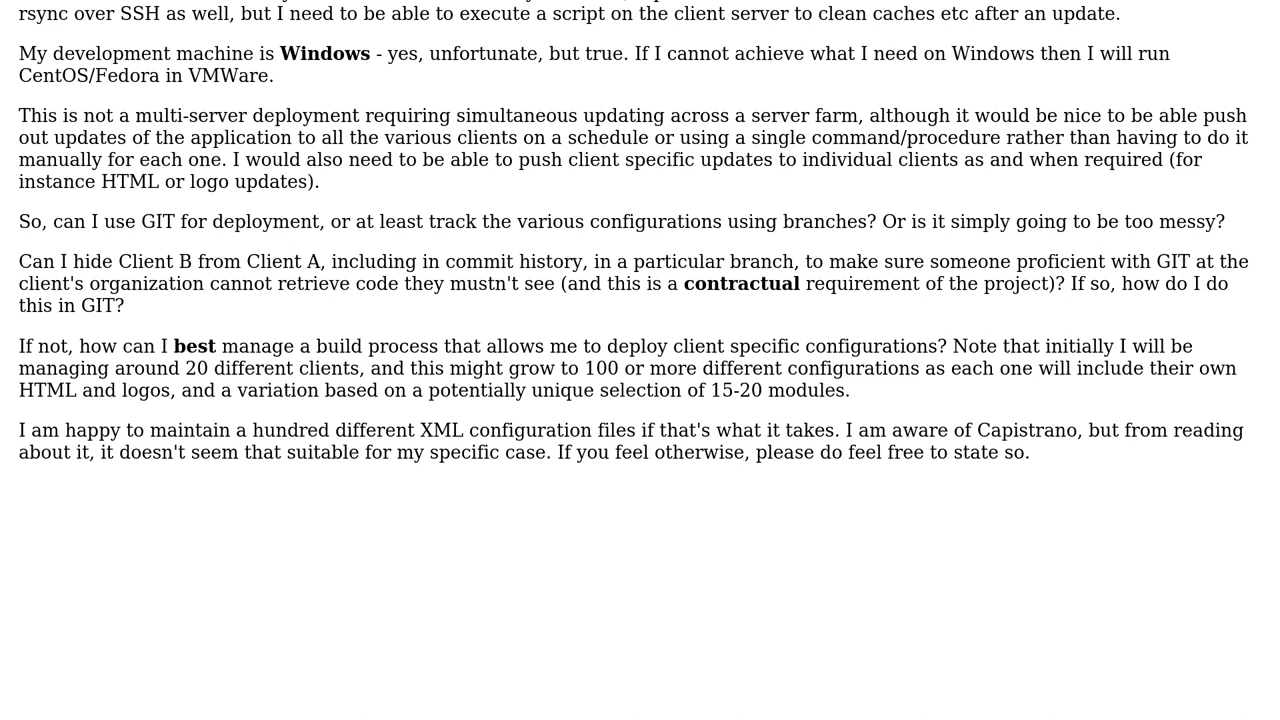 rsync over SSH as well, but I need to be able to execute a script on the client server to clean caches etc after an update.
My development machine is Windows - yes, unfortunate, but true. If I cannot achieve what I need on Windows then I will run
CentOS/Fedora in VMWare.
This is not a multi-server deployment requiring simultaneous updating across a server farm, although it would be nice to be able push
out updates of the application to all the various clients on a schedule or using a single command/procedure rather than having to do it
manually for each one. I would also need to be able to push client specific updates to individual clients as and when required (for
instance HTML or logo updates).
So, can I use GIT for deployment, or at least track the various configurations using branches? Or is it simply going to be too messy?
Can I hide Client B from Client A, including in commit history, in a particular branch, to make sure someone proficient with GIT at the
client's organization cannot retrieve code they mustn't see (and this is a contractual requirement of the project)? If so, how do I do
this in GIT?
If not, how can I best manage a build process that allows me to deploy client specific configurations? Note that initially I will be
managing around 20 different clients, and this might grow to 100 or more different configurations as each one will include their own
HTML and logos, and a variation based on a potentially unique selection of 15-20 modules.
I am happy to maintain a hundred different XML configuration files if that's what it takes. I am aware of Capistrano, but from reading
about it, it doesn't seem that suitable for my specific case. If you feel otherwise, please do feel free to state so.